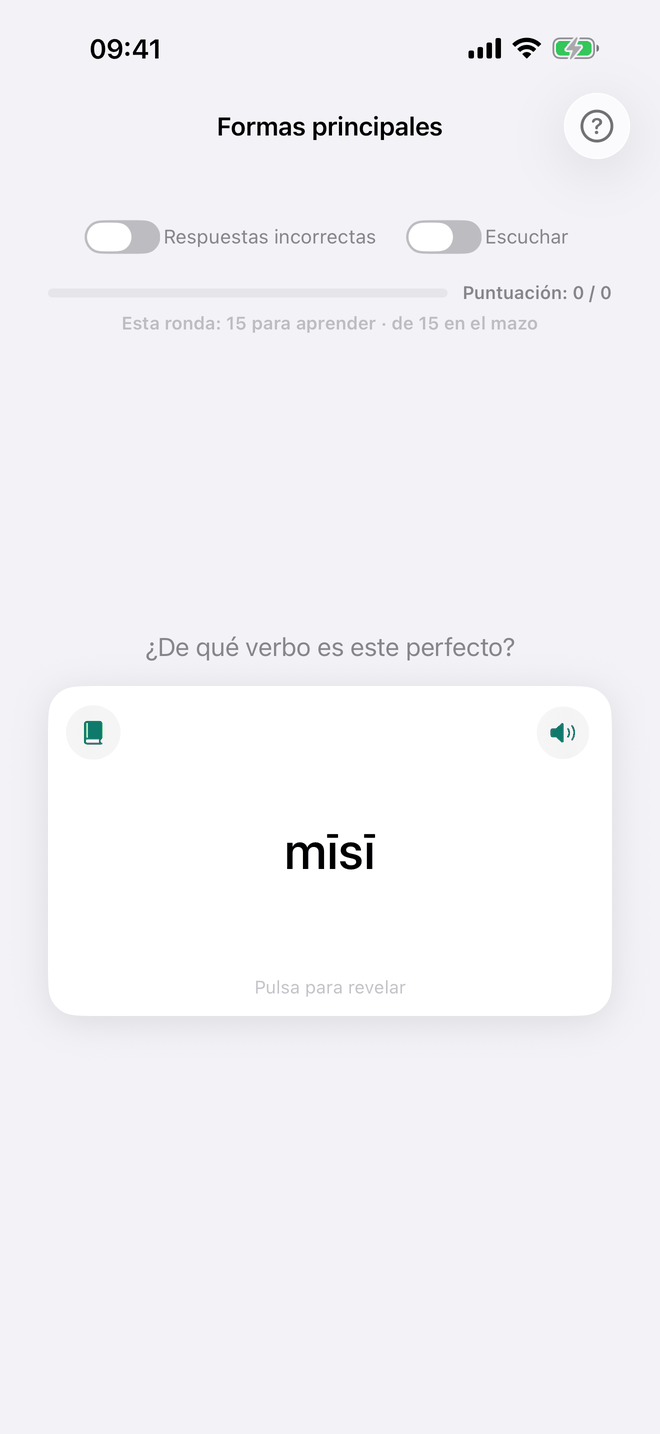 09:41
Formas principales
Respuestas incorrectas Escuchar
Puntuación: 0 / 0
Esta ronda: 15 para aprender · de 15 en el mazo
¿De qué verbo es este perfecto?
mīsī
Pulsa para revelar